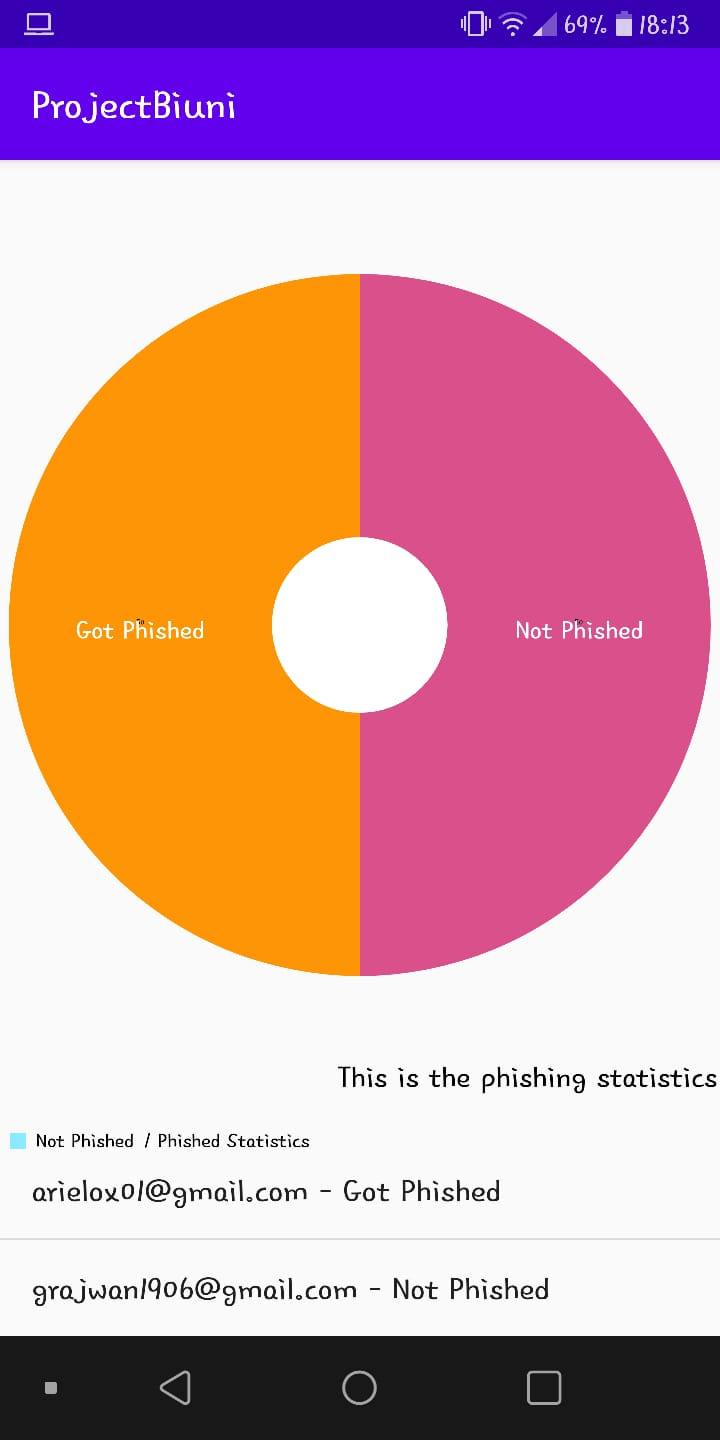 69% 18:13
ProjectBiuni
Got Phished
Not Phished
This is the phishing statistics
Not Phished / Phished Statistics
arielox01@gmail.com - Got Phished
grajwan1906@gmail.com - Not Phished